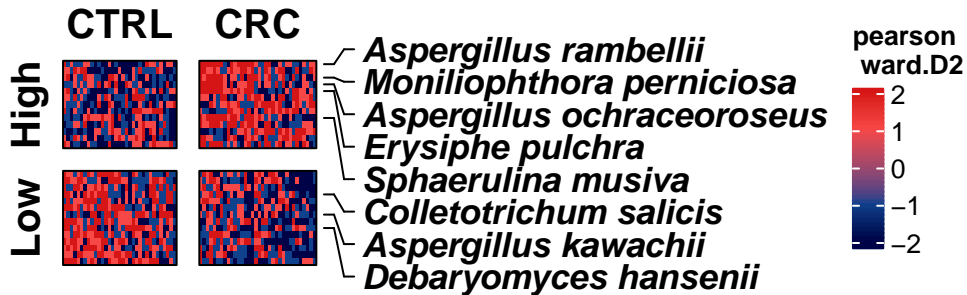 CTRL CRC
High
Low
Aspergillus rambellii
Moniliophthora perniciosa
Aspergillus ochraceoroseus
Erysiphe pulchra
Sphaerulina musiva
Colletotrichum salicis
Aspergillus kawachii
Debaryomyces hansenii
pearson
ward.D2
2
1
0
−1
−2